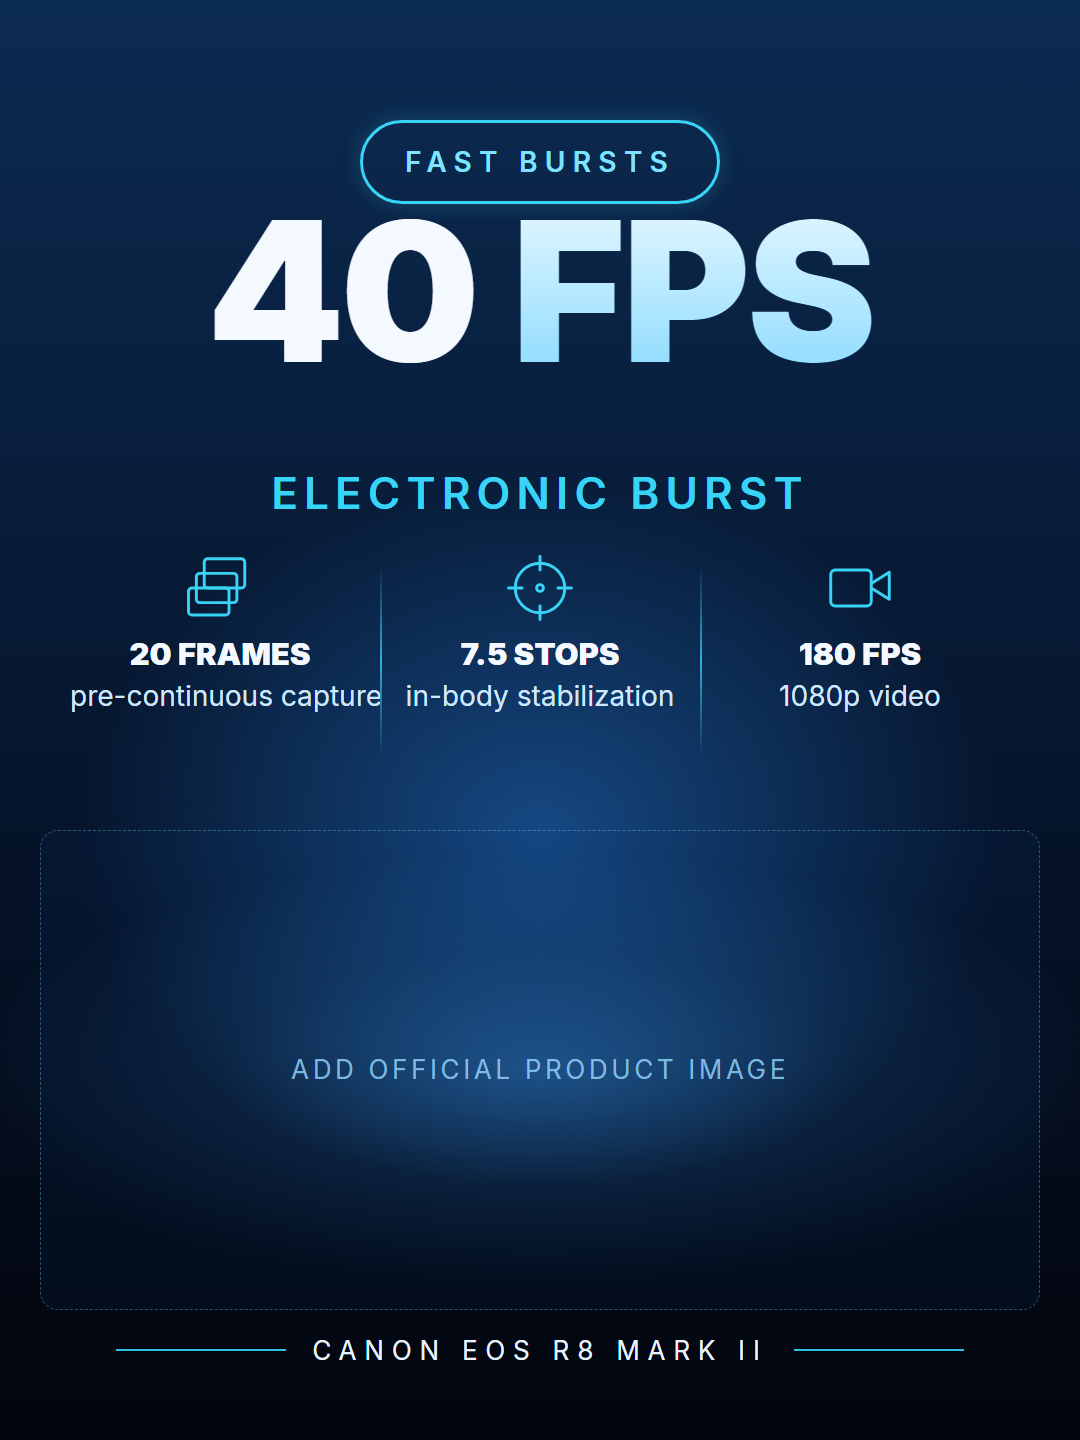 FAST BURSTS
40 FPS
ELECTRONIC BURST
20 FRAMES
pre-continuous capture
7.5 STOPS
in-body stabilization
180 FPS
1080p video
ADD OFFICIAL PRODUCT IMAGE
CANON EOS R8 MARK II